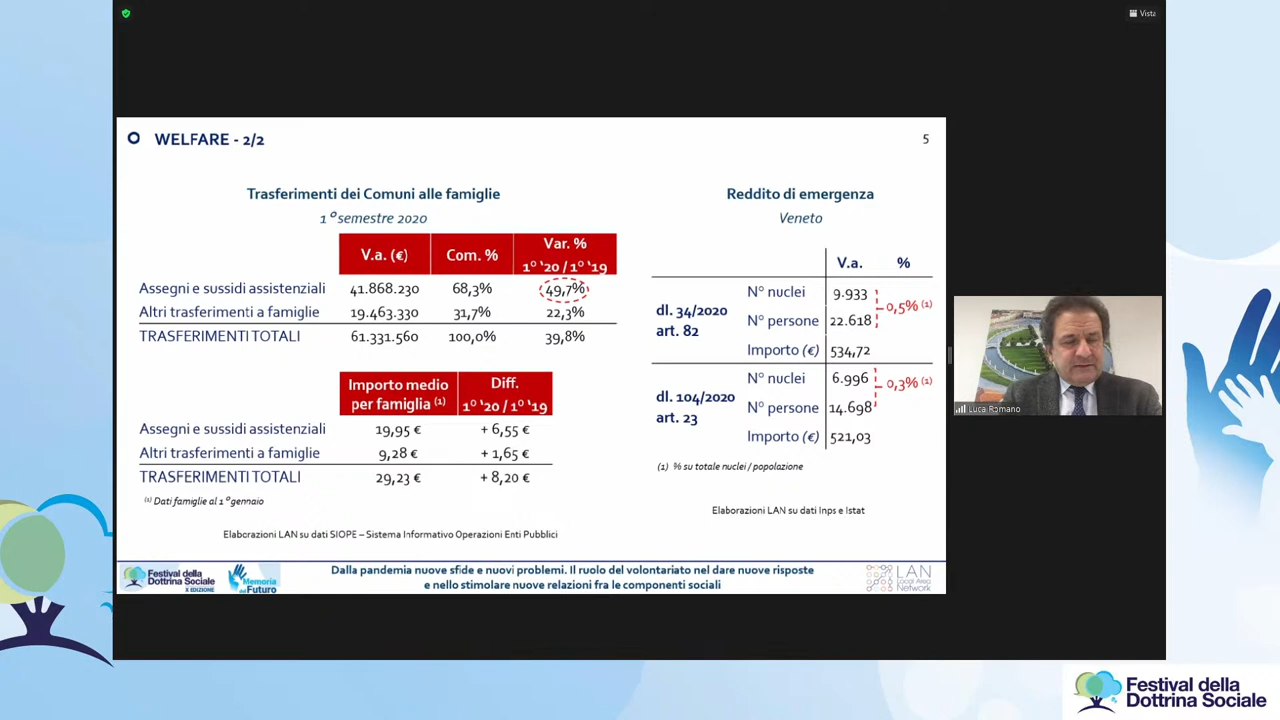 Vista
WELFARE - 2/2
5
Trasferimenti dei Comuni alle famiglie
1° semestre 2020
V.a. (€) Com. % Var. % 1° '20 / 1° '19
Assegni e sussidi assistenziali 41.868.230 68,3% 49,7%
Altri trasferimenti a famiglie 19.463.330 31,7% 22,3%
TRASFERIMENTI TOTALI 61.331.560 100,0% 39,8%
Importo medio per famiglia (1) Diff. 1° '20 / 1° '19
Assegni e sussidi assistenziali 19,95 € + 6,55 €
Altri trasferimenti a famiglie 9,28 € + 1,65 €
TRASFERIMENTI TOTALI 29,23 € + 8,20 €
(1) Dati famiglie al 1° gennaio
Elaborazioni LAN su dati SIOPE – Sistema Informativo Operazioni Enti Pubblici
Reddito di emergenza
Veneto
V.a. %
dl. 34/2020 art. 82
N° nuclei 9.933
N° persone 22.618
0,5% (1)
Importo (€) 534,72
dl. 104/2020 art. 23
N° nuclei 6.996
N° persone 14.698
0,3% (1)
Importo (€) 521,03
(1) % su totale nuclei / popolazione
Elaborazioni LAN su dati Inps e Istat
Luca Romano
Festival della
Dottrina Sociale
X EDIZIONE
Memoria
del Futuro
Dalla pandemia nuove sfide e nuovi problemi. Il ruolo del volontariato nel dare nuove risposte
e nello stimolare nuove relazioni fra le componenti sociali
LAN
Local Area
Network
Festival della
Dottrina Sociale